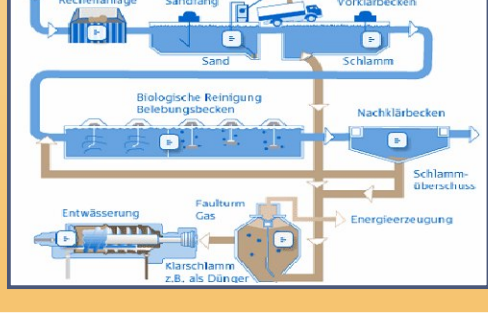 Rechenanlage
Sandfang
Vorklärbecken
Sand
Schlamm
Biologische Reinigung
Belebungsbecken
Nachklärbecken
Schlamm-
überschuss
Faulturm
Gas
Entwässerung
Energieerzeugung
Klärschlamm
z.B. als Dünger